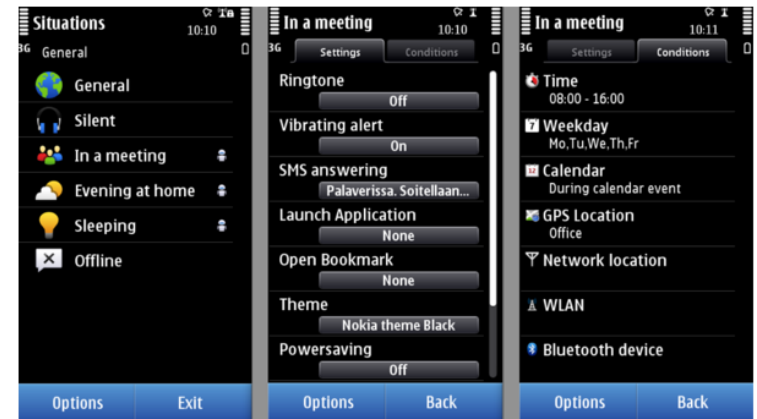 Situations
10:10
3G
General
General
Silent
In a meeting
Evening at home
Sleeping
Offline
Options Exit
In a meeting
10:10
3G
Settings Conditions
Ringtone
Off
Vibrating alert
On
SMS answering
Palaverissa. Soitellaan...
Launch Application
None
Open Bookmark
None
Theme
Nokia theme Black
Powersaving
Off
Options Back
In a meeting
10:11
3G
Settings Conditions
Time
08:00 - 16:00
7 Weekday
Mo,Tu,We,Th,Fr
12 Calendar
During calendar event
GPS Location
Office
Network location
WLAN
Bluetooth device
Options Back